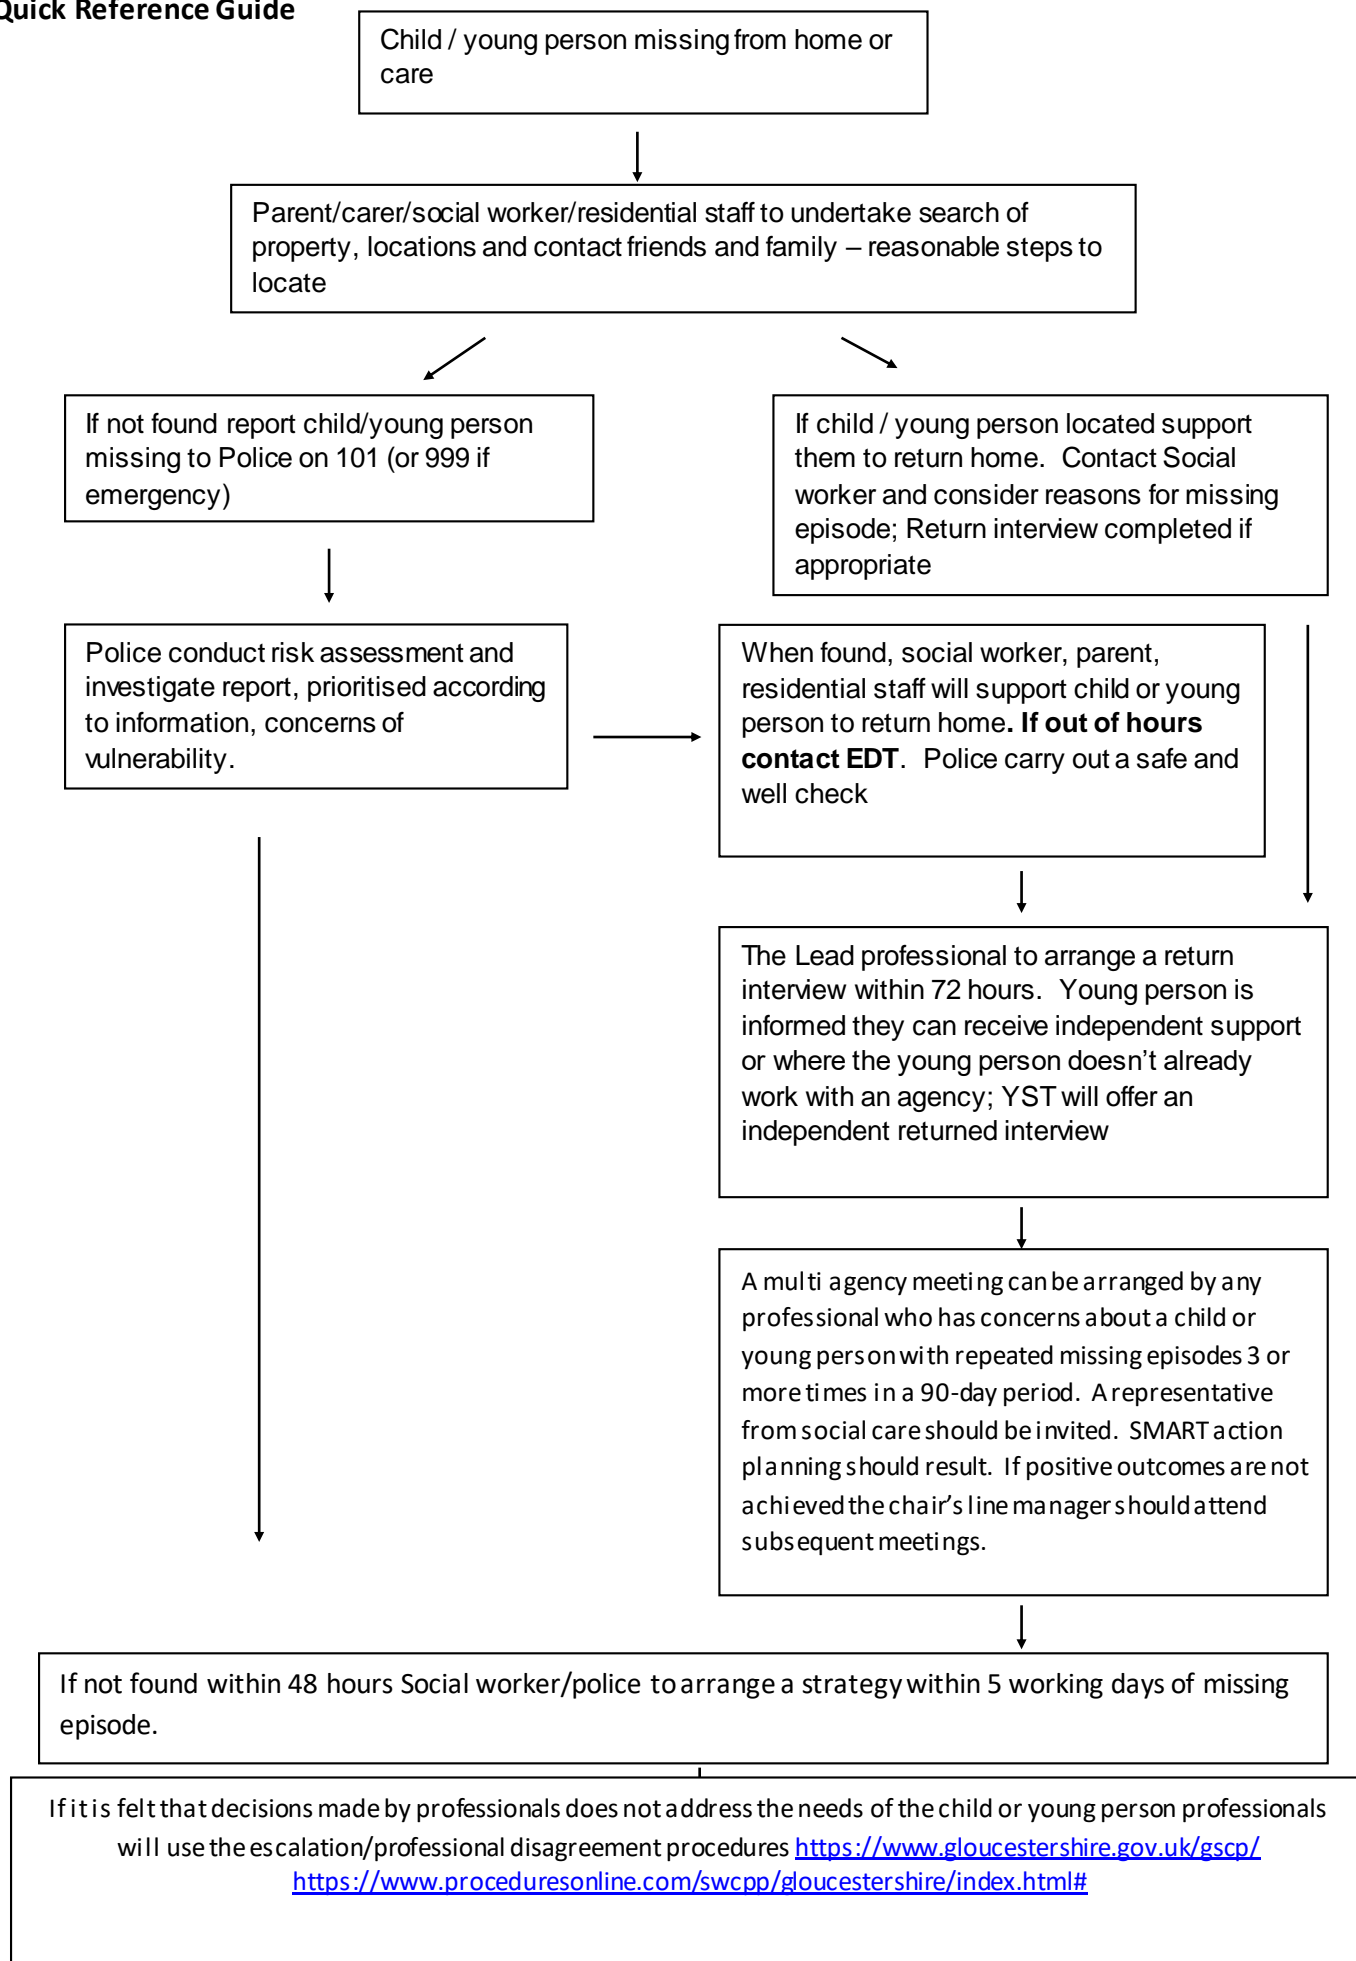 Quick Reference Guide
Child / young person missing from home or
care
Parent/carer/social worker/residential staff to undertake search of
property, locations and contact friends and family – reasonable steps to
locate
If not found report child/young person
missing to Police on 101 (or 999 if
emergency)
If child / young person located support
them to return home.  Contact Social
worker and consider reasons for missing
episode; Return interview completed if
appropriate
Police conduct risk assessment and
investigate report, prioritised according
to information, concerns of
vulnerability.
When found, social worker, parent,
residential staff will support child or young
person to return home. If out of hours
contact EDT.  Police carry out a safe and
well check
The Lead professional to arrange a return
interview within 72 hours.  Young person is
informed they can receive independent support
or where the young person doesn’t already
work with an agency; YST will offer an
independent returned interview
A multi agency meeting can be arranged by any
professional who has concerns about a child or
young person with repeated missing episodes 3 or
more times in a 90-day period.  A representative
from social care should be invited.  SMART action
planning should result.  If positive outcomes are not
achieved the chair’s line manager should attend
subsequent meetings.
If not found within 48 hours Social worker/police to arrange a strategy within 5 working days of missing
episode.
If it is felt that decisions made by professionals does not address the needs of the child or young person professionals
will use the escalation/professional disagreement procedures https://www.gloucestershire.gov.uk/gscp/
https://www.proceduresonline.com/swcpp/gloucestershire/index.html#